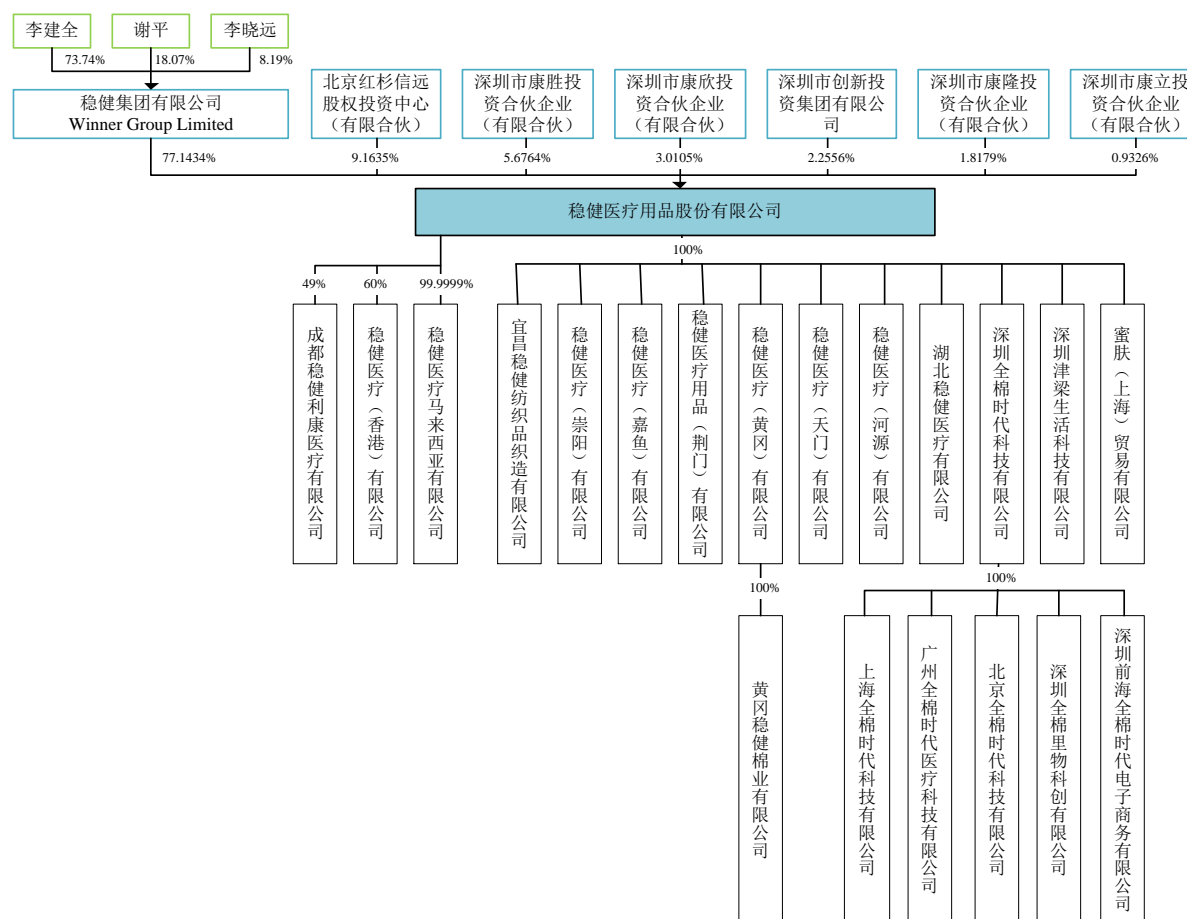 李建全
谢平
李晓远
73.74%
18.07%
8.19%
稳健集团有限公司
Winner Group Limited
北京红杉信远
股权投资中心
（有限合伙）
深圳市康胜投
资合伙企业
（有限合伙）
深圳市康欣投
资合伙企业
（有限合伙）
深圳市创新投
资集团有限公
司
深圳市康隆投
资合伙企业
（有限合伙）
深圳市康立投
资合伙企业
（有限合伙）
77.1434%
9.1635%
5.6764%
3.0105%
2.2556%
1.8179%
0.9326%
稳健医疗用品股份有限公司
100%
49%
60%
99.9999%
成都稳健利康医疗有限公司
稳健医疗（香港）有限公司
稳健医疗马来西亚有限公司
宜昌稳健纺织品织造有限公司
稳健医疗（崇阳）有限公司
稳健医疗（嘉鱼）有限公司
稳健医疗用品（荆门）有限公司
稳健医疗（黄冈）有限公司
稳健医疗（天门）有限公司
稳健医疗（河源）有限公司
湖北稳健医疗有限公司
深圳全棉时代科技有限公司
深圳津梁生活科技有限公司
蜜肤（上海）贸易有限公司
100%
100%
黄冈稳健棉业有限公司
上海全棉时代科技有限公司
广州全棉时代医疗科技有限公司
北京全棉时代科技有限公司
深圳全棉里物科创有限公司
深圳前海全棉时代电子商务有限公司